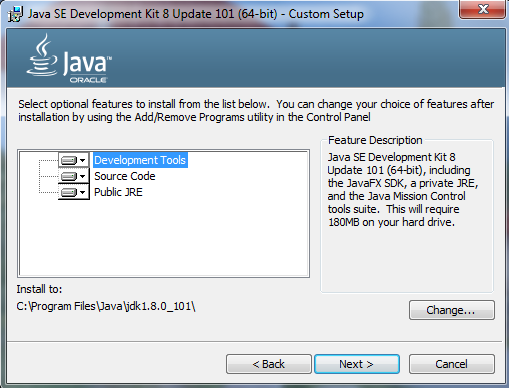 Java SE Development Kit 8 Update 101 (64-bit) - Custom Setup
Java™
ORACLE
Select optional features to install from the list below. You can change your choice of features after
installation by using the Add/Remove Programs utility in the Control Panel
Development Tools
Source Code
Public JRE
Feature Description
Java SE Development Kit 8
Update 101 (64-bit), including
the JavaFX SDK, a private JRE,
and the Java Mission Control
tools suite. This will require
180MB on your hard drive.
Install to:
C:\Program Files\Java\jdk1.8.0_101\
Change...
< Back
Next >
Cancel